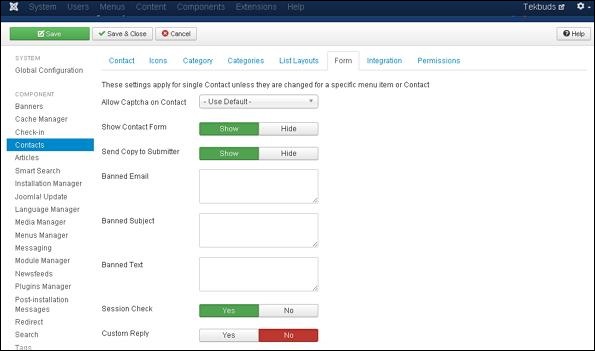 System Users Menus Content Components Extensions Help Tekbuds
Save Save & Close Cancel Help
SYSTEM
Global Configuration
COMPONENT
Banners
Cache Manager
Check-in
Contacts
Articles
Smart Search
Installation Manager
Joomla! Update
Language Manager
Media Manager
Menus Manager
Messaging
Module Manager
Newsfeeds
Plugins Manager
Post-installation
Messages
Redirect
Search
Tags
Contact Icons Category Categories List Layouts Form Integration Permissions
These settings apply for single Contact unless they are changed for a specific menu item or Contact
Allow Captcha on Contact - Use Default -
Show Contact Form Show Hide
Send Copy to Submitter Show Hide
Banned Email
Banned Subject
Banned Text
Session Check Yes No
Custom Reply Yes No